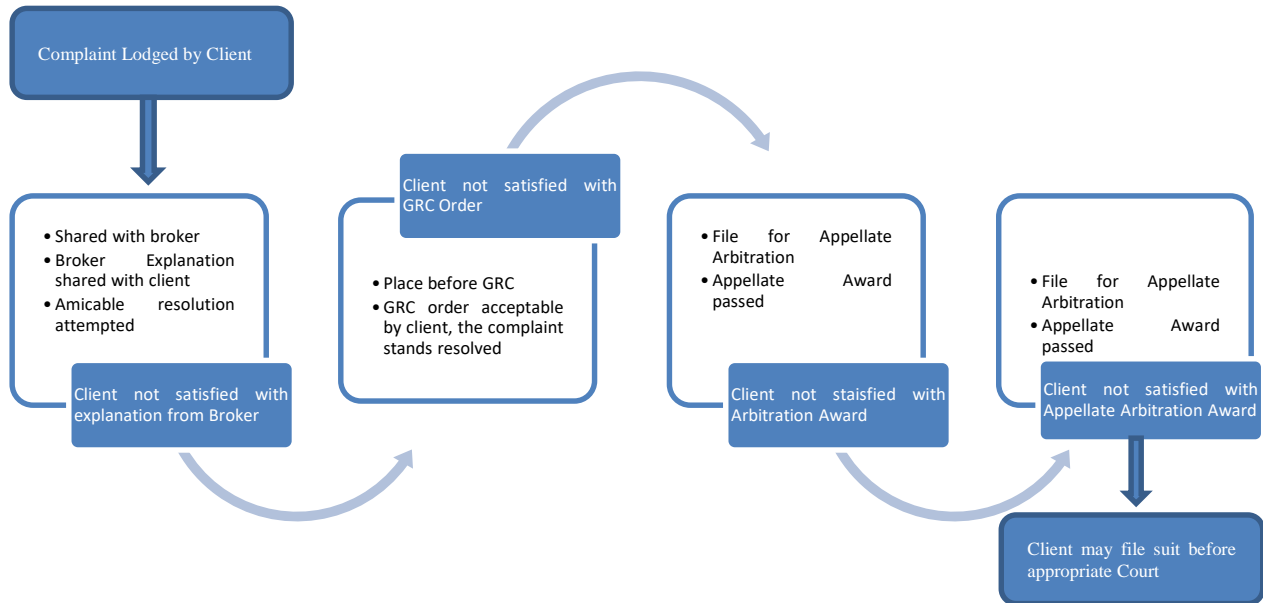 Complaint Lodged by Client
• Shared with broker
• Broker Explanation
shared with client
• Amicable resolution
attempted
Client not satisfied with
explanation from Broker
Client not satisfied with
GRC Order
• Place before GRC
• GRC order acceptable
by client, the complaint
stands resolved
• File for Appellate
Arbitration
• Appellate Award
passed
Client not staisfied with
Arbitration Award
• File for Appellate
Arbitration
• Appellate Award
passed
Client not satisfied with
Appellate Arbitration Award
Client may file suit before
appropriate Court